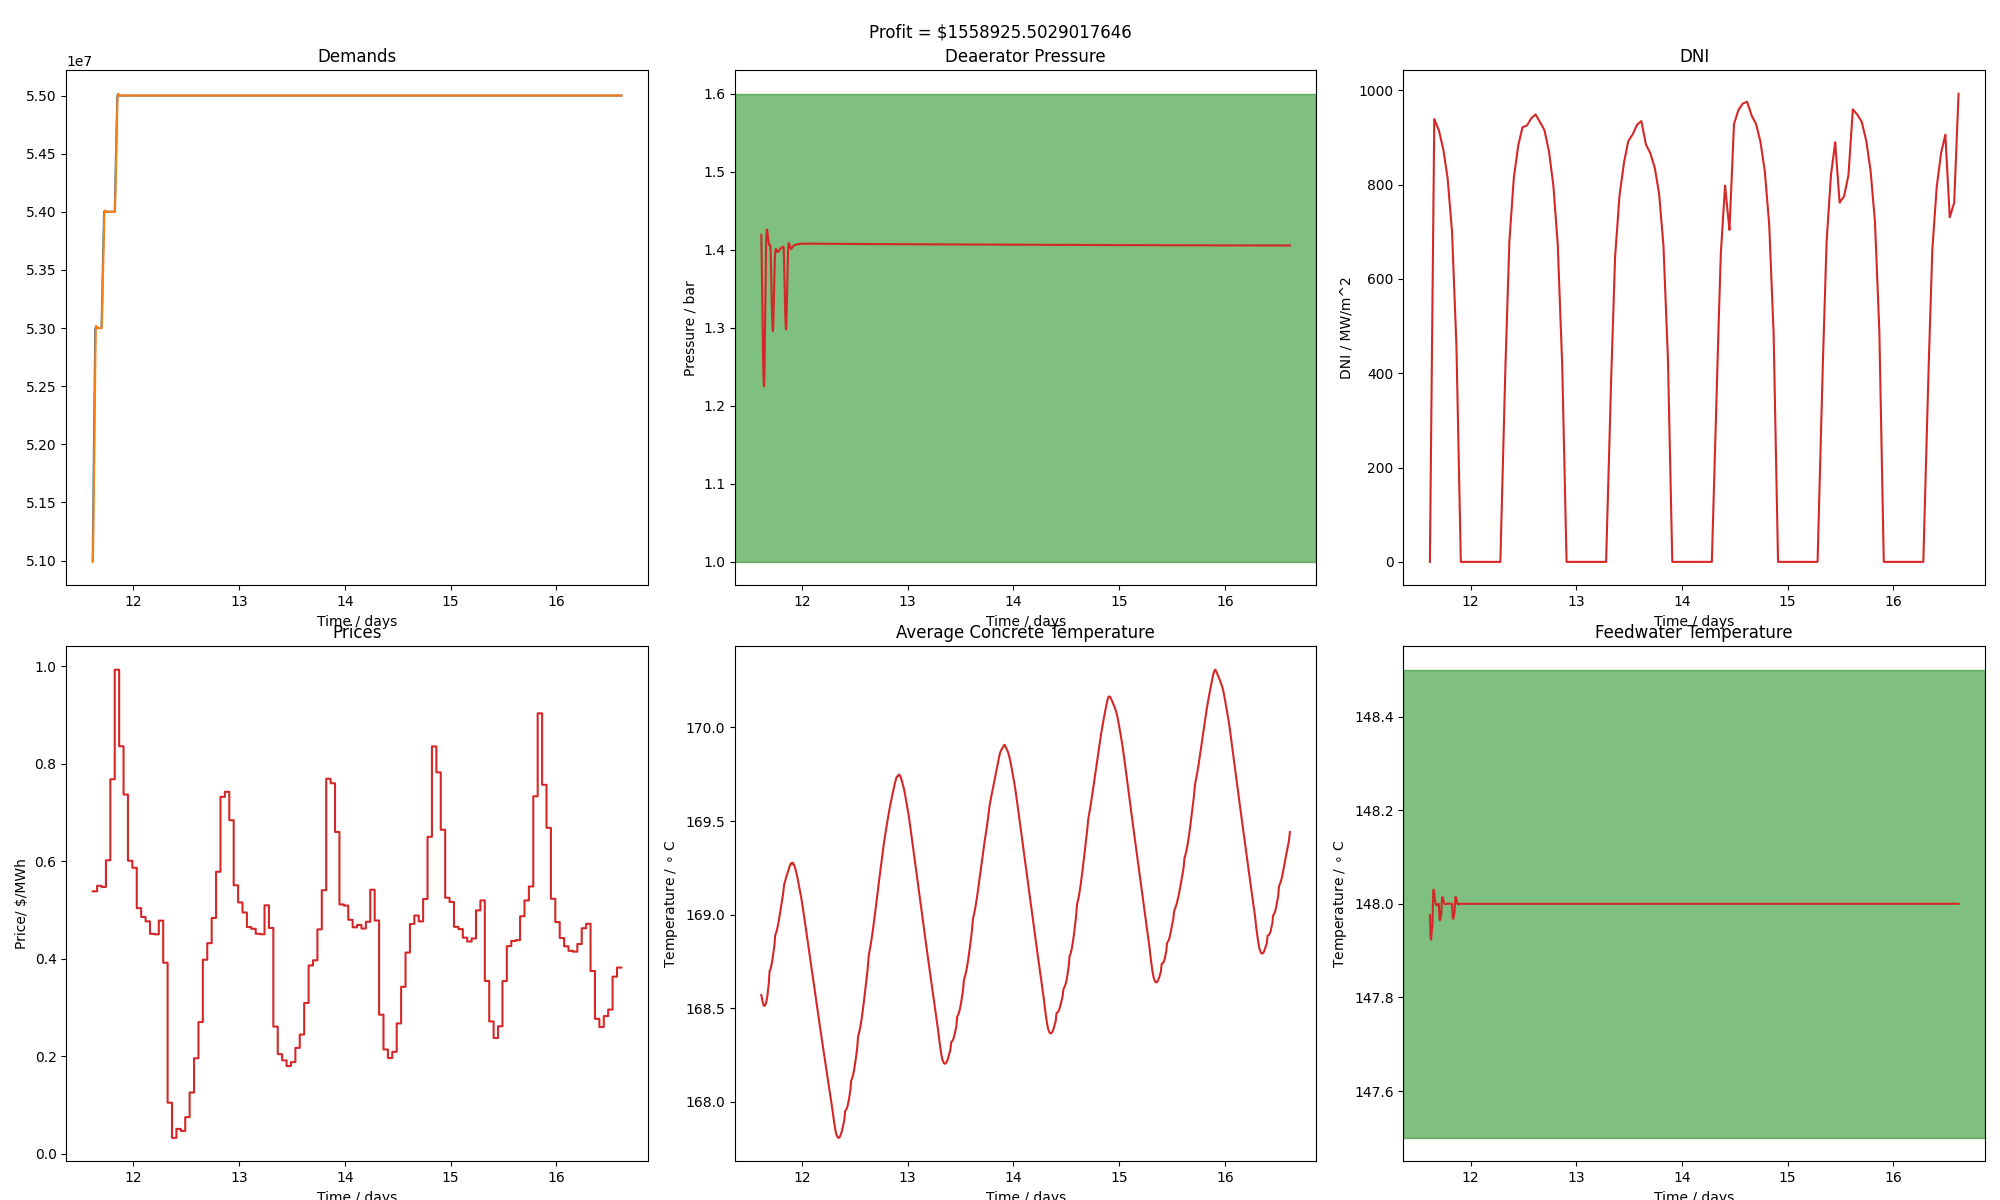 Profit = $1558925.5029017646
Demands
1e7
5.50
5.45
5.40
5.35
5.30
5.25
5.20
5.15
5.10
12 13 14 15 16
Time / days
Deaerator Pressure
Pressure / bar
1.6
1.5
1.4
1.3
1.2
1.1
1.0
12 13 14 15 16
Time / days
DNI
DNI / MW/m^2
1000
800
600
400
200
0
12 13 14 15 16
Time / days
Prices
Price/ $/MWh
1.0
0.8
0.6
0.4
0.2
0.0
12 13 14 15 16
Time / days
Average Concrete Temperature
Temperature / ∘ C
170.0
169.5
169.0
168.5
168.0
12 13 14 15 16
Time / days
Feedwater Temperature
Temperature / ∘ C
148.4
148.2
148.0
147.8
147.6
12 13 14 15 16
Time / days